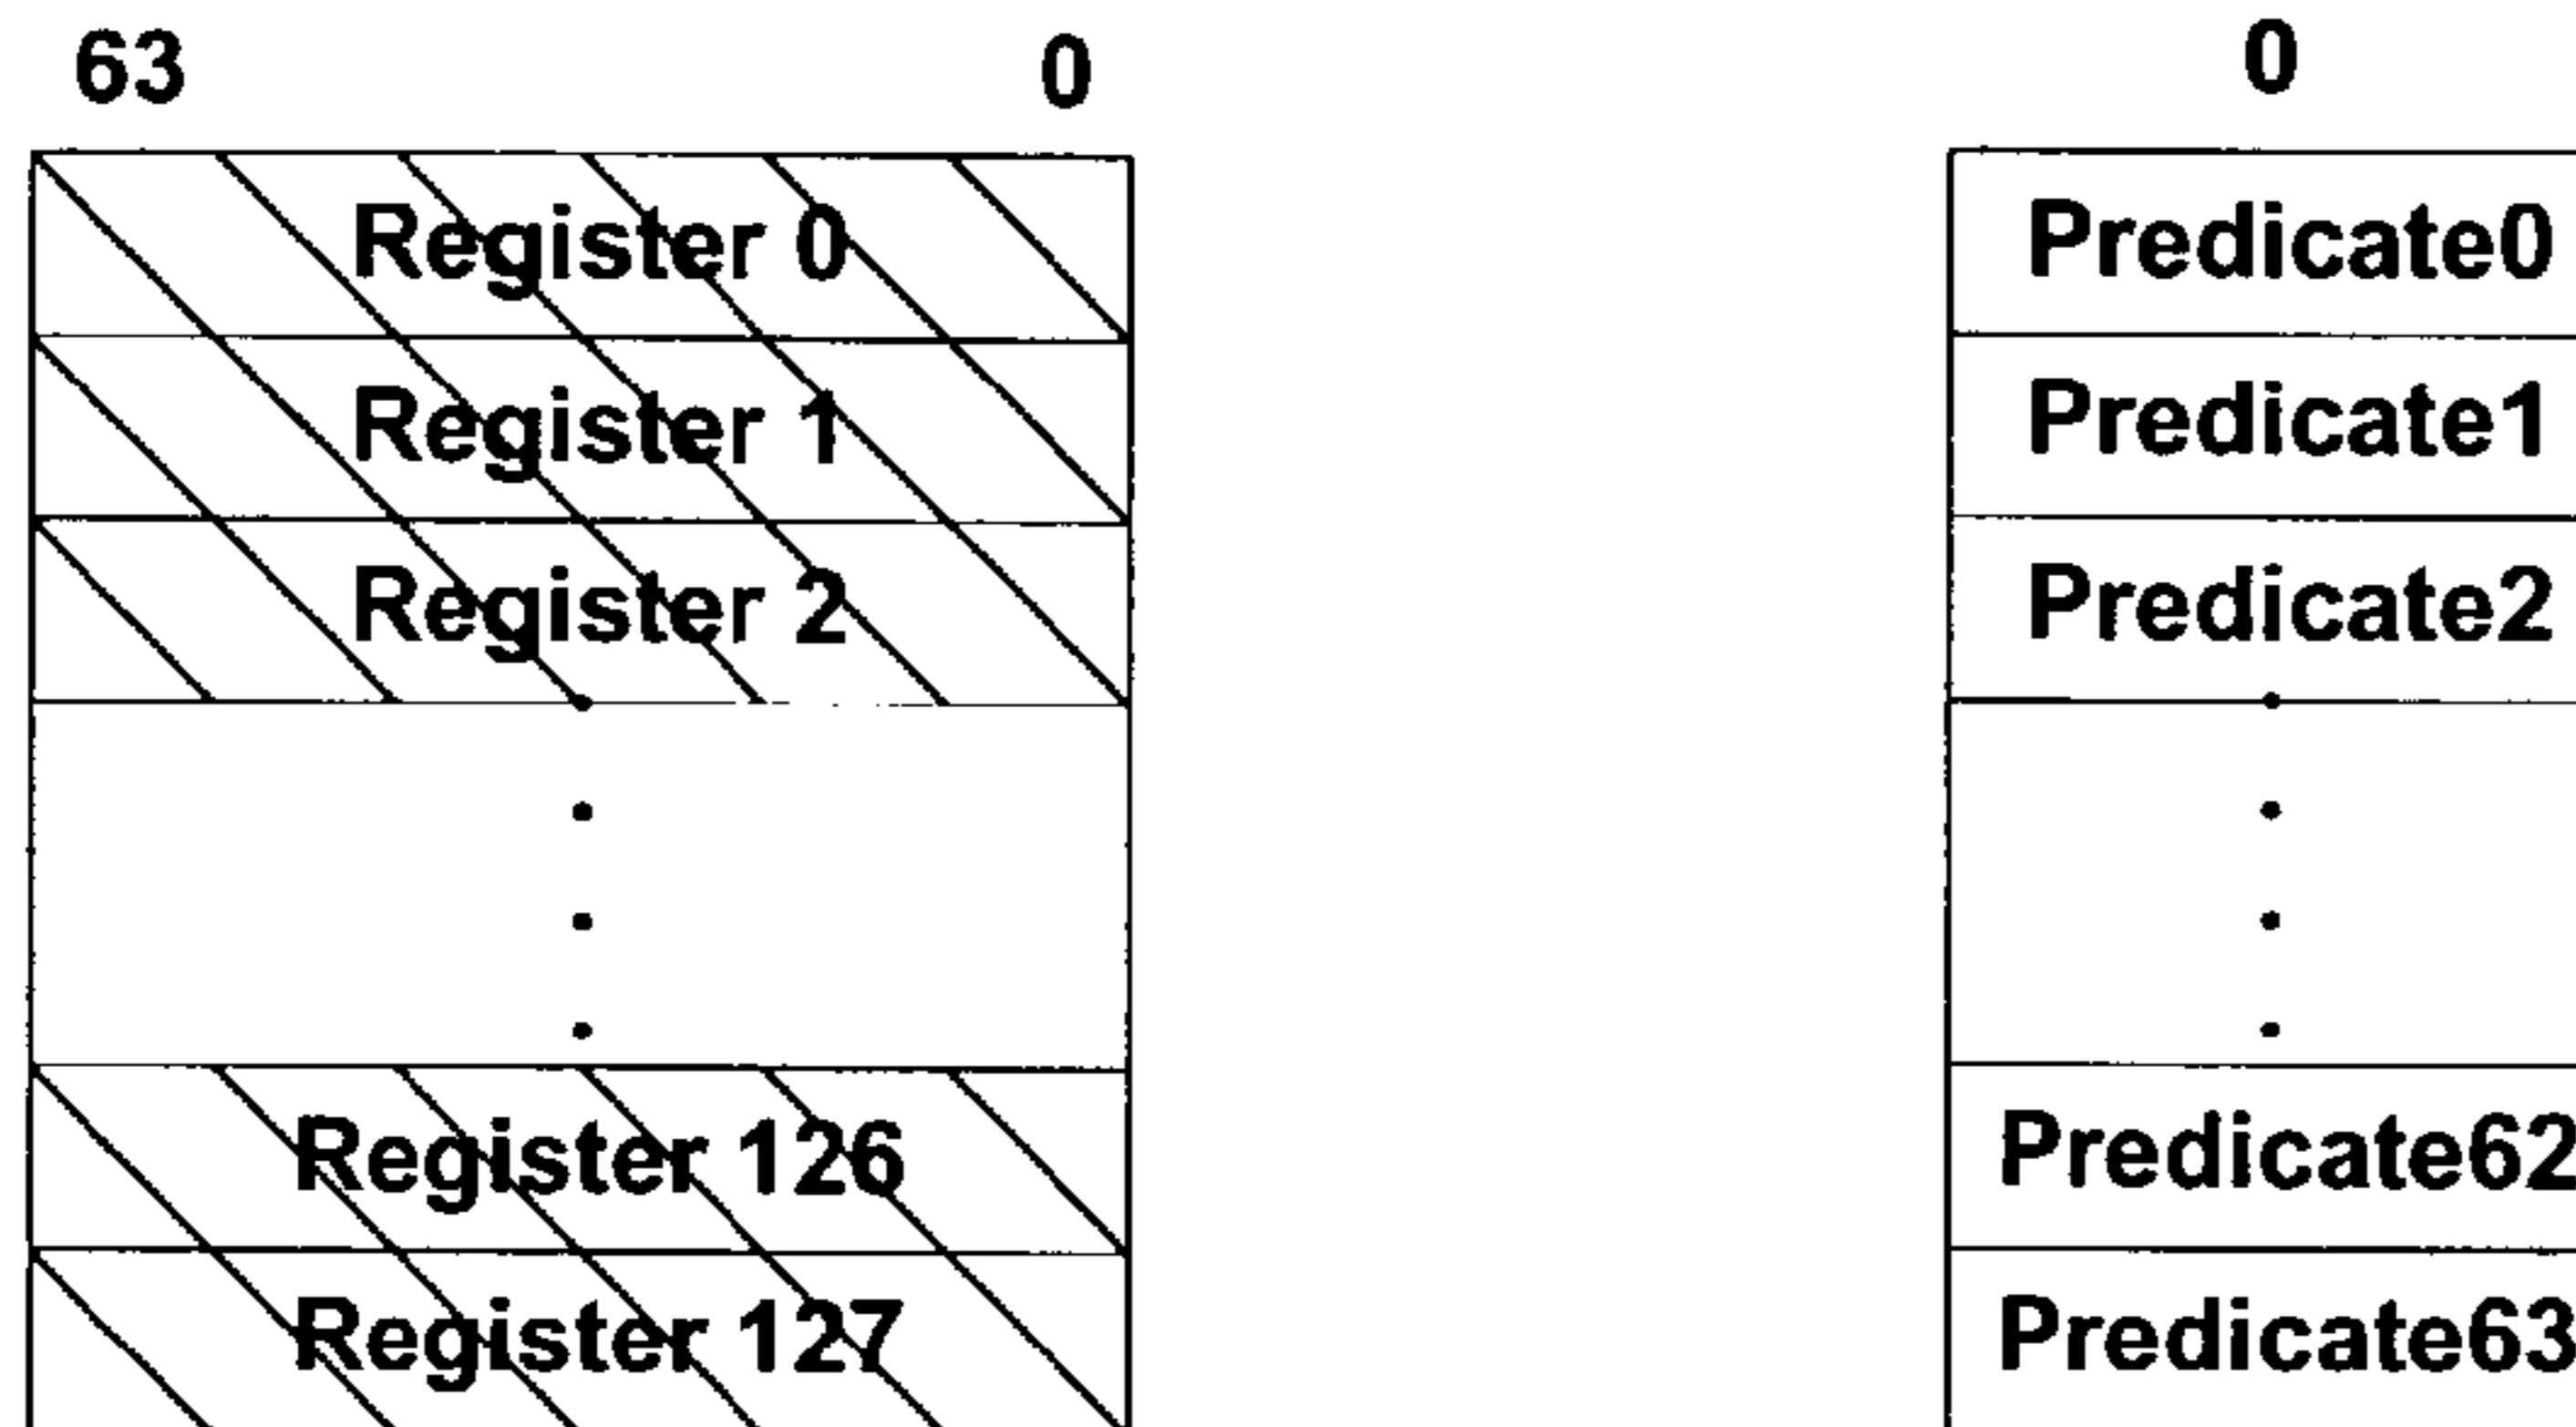 63 0 0
Register 0 Predicate0
Register 1 Predicate1
Register 2 Predicate2
Register 126 Predicate62
Register 127 Predicate63